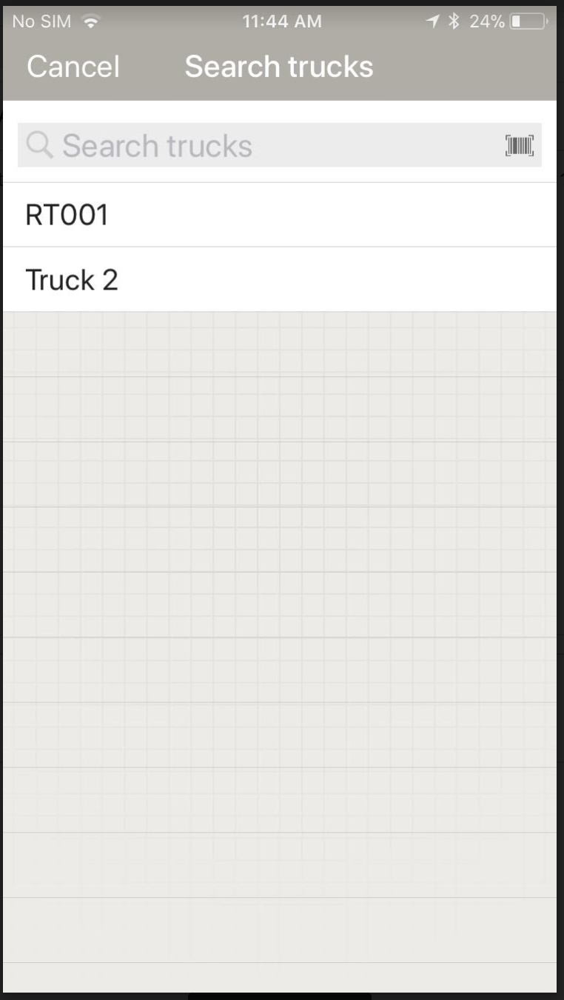 No SIM 11:44 AM 24%
Cancel Search trucks
Search trucks
RT001
Truck 2